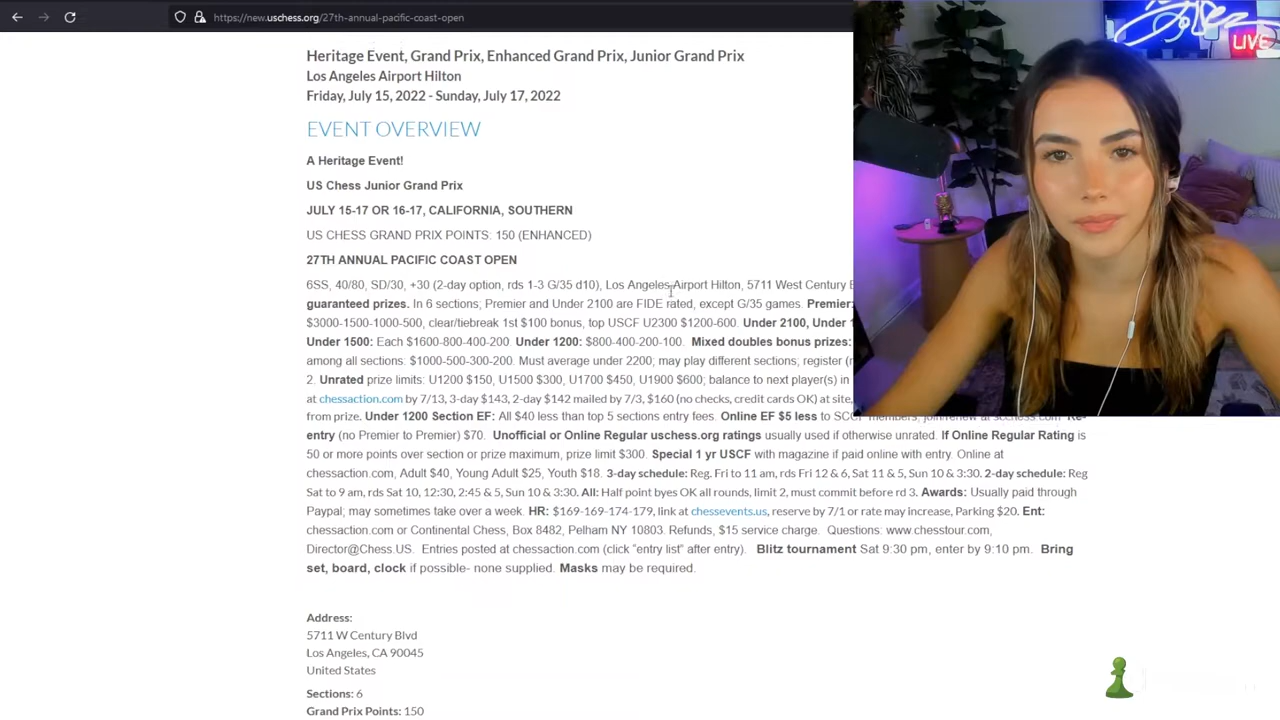 https://new.uschess.org/27th-annual-pacific-coast-open
LIVE
Heritage Event, Grand Prix, Enhanced Grand Prix, Junior Grand Prix
Los Angeles Airport Hilton
Friday, July 15, 2022 - Sunday, July 17, 2022
EVENT OVERVIEW
A Heritage Event!
US Chess Junior Grand Prix
JULY 15-17 OR 16-17, CALIFORNIA, SOUTHERN
US CHESS GRAND PRIX POINTS: 150 (ENHANCED)
27TH ANNUAL PACIFIC COAST OPEN
6SS, 40/80, SD/30, +30 (2-day option, rds 1-3 G/35 d10), Los Angeles Airport Hilton, 5711 West Century
guaranteed prizes. In 6 sections; Premier and Under 2100 are FIDE rated, except G/35 games. Premier:
$3000-1500-1000-500, clear/tiebreak 1st $100 bonus, top USCF U2300 $1200-600. Under 2100, Under
Under 1500: Each $1600-800-400-200. Under 1200: $800-400-200-100. Mixed doubles bonus prizes:
among all sections: $1000-500-300-200. Must average under 2200; may play different sections; register
2. Unrated prize limits: U1200 $150, U1500 $300, U1700 $450, U1900 $600; balance to next player(s) in
at chessaction.com by 7/13, 3-day $143, 2-day $142 mailed by 7/3, $160 (no checks, credit cards OK) at site,
from prize. Under 1200 Section EF: All $40 less than top 5 sections entry fees. Online EF $5 less to SCCF members, join/renew at scchess.com. Re-
entry (no Premier to Premier) $70. Unofficial or Online Regular uschess.org ratings usually used if otherwise unrated. If Online Regular Rating is
50 or more points over section or prize maximum, prize limit $300. Special 1 yr USCF with magazine if paid online with entry. Online at
chessaction.com, Adult $40, Young Adult $25, Youth $18. 3-day schedule: Reg. Fri to 11 am, rds Fri 12 & 6, Sat 11 & 5, Sun 10 & 3:30. 2-day schedule: Reg
Sat to 9 am, rds Sat 10, 12:30, 2:45 & 5, Sun 10 & 3:30. All: Half point byes OK all rounds, limit 2, must commit before rd 3. Awards: Usually paid through
Paypal; may sometimes take over a week. HR: $169-169-174-179, link at chessevents.us, reserve by 7/1 or rate may increase, Parking $20. Ent:
chessaction.com or Continental Chess, Box 8482, Pelham NY 10803. Refunds, $15 service charge. Questions: www.chesstour.com,
Director@Chess.US. Entries posted at chessaction.com (click "entry list" after entry). Blitz tournament Sat 9:30 pm, enter by 9:10 pm. Bring
set, board, clock if possible- none supplied. Masks may be required.
Address:
5711 W Century Blvd
Los Angeles, CA 90045
United States
Sections: 6
Grand Prix Points: 150